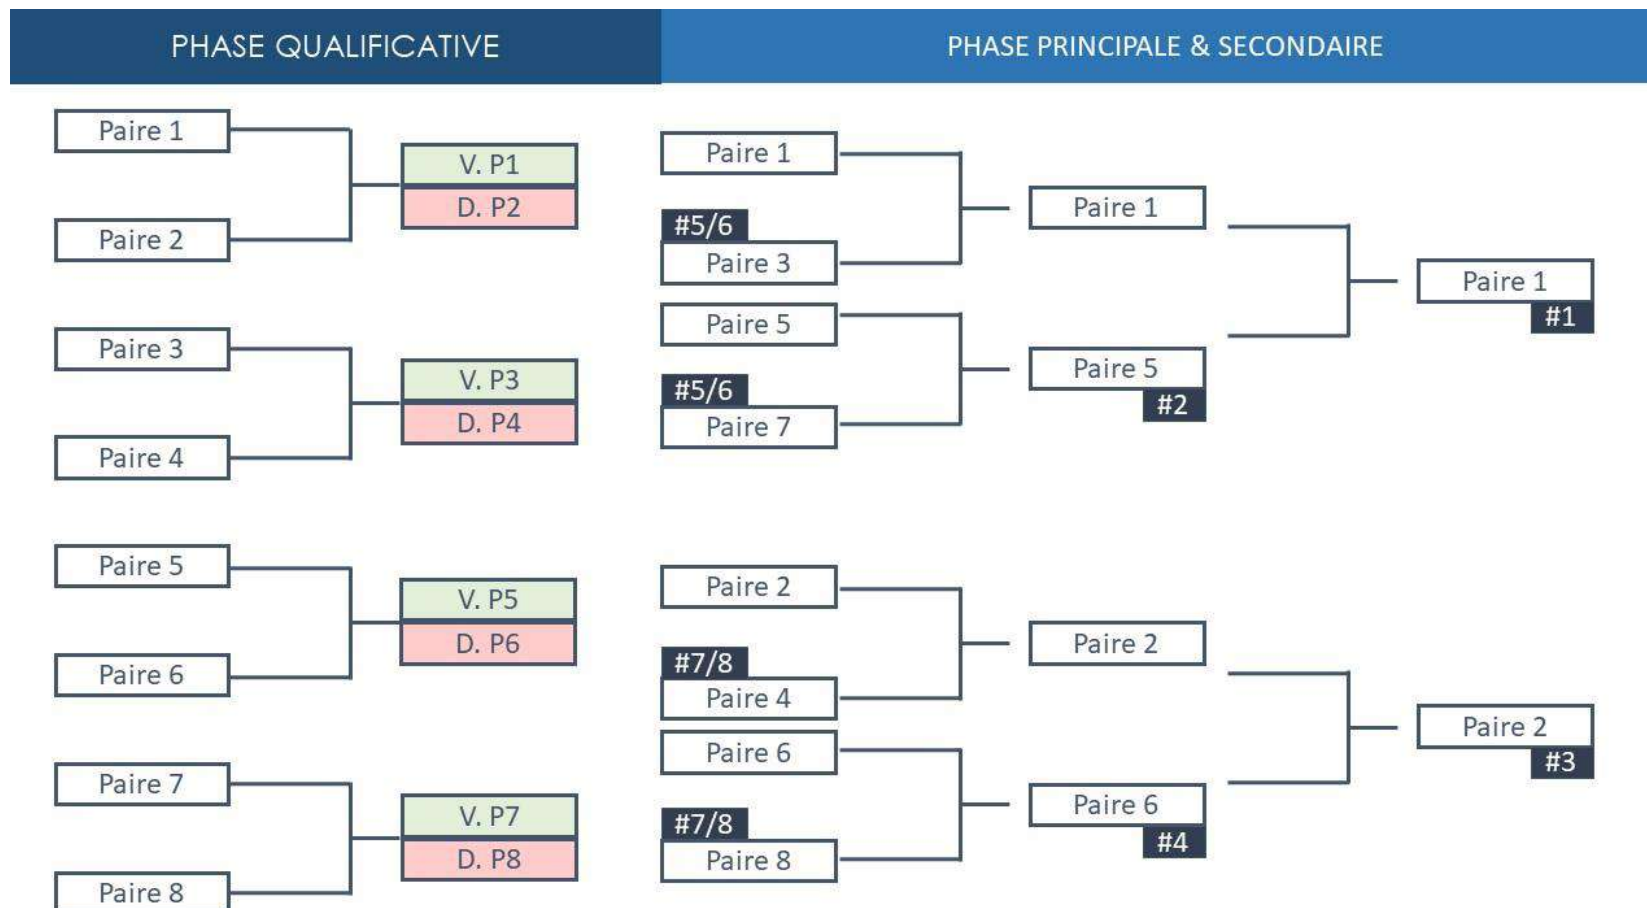 PHASE QUALIFICATIVE
PHASE PRINCIPALE & SECONDAIRE
Paire 1
V. P1
D. P2
Paire 2
Paire 3
V. P3
D. P4
Paire 4
Paire 5
V. P5
D. P6
Paire 6
Paire 7
V. P7
D. P8
Paire 8
Paire 1
#5/6
Paire 3
Paire 5
#5/6
Paire 7
Paire 1
Paire 5
#2
Paire 1
#1
Paire 2
#7/8
Paire 4
Paire 6
#7/8
Paire 8
Paire 2
Paire 6
#4
Paire 2
#3